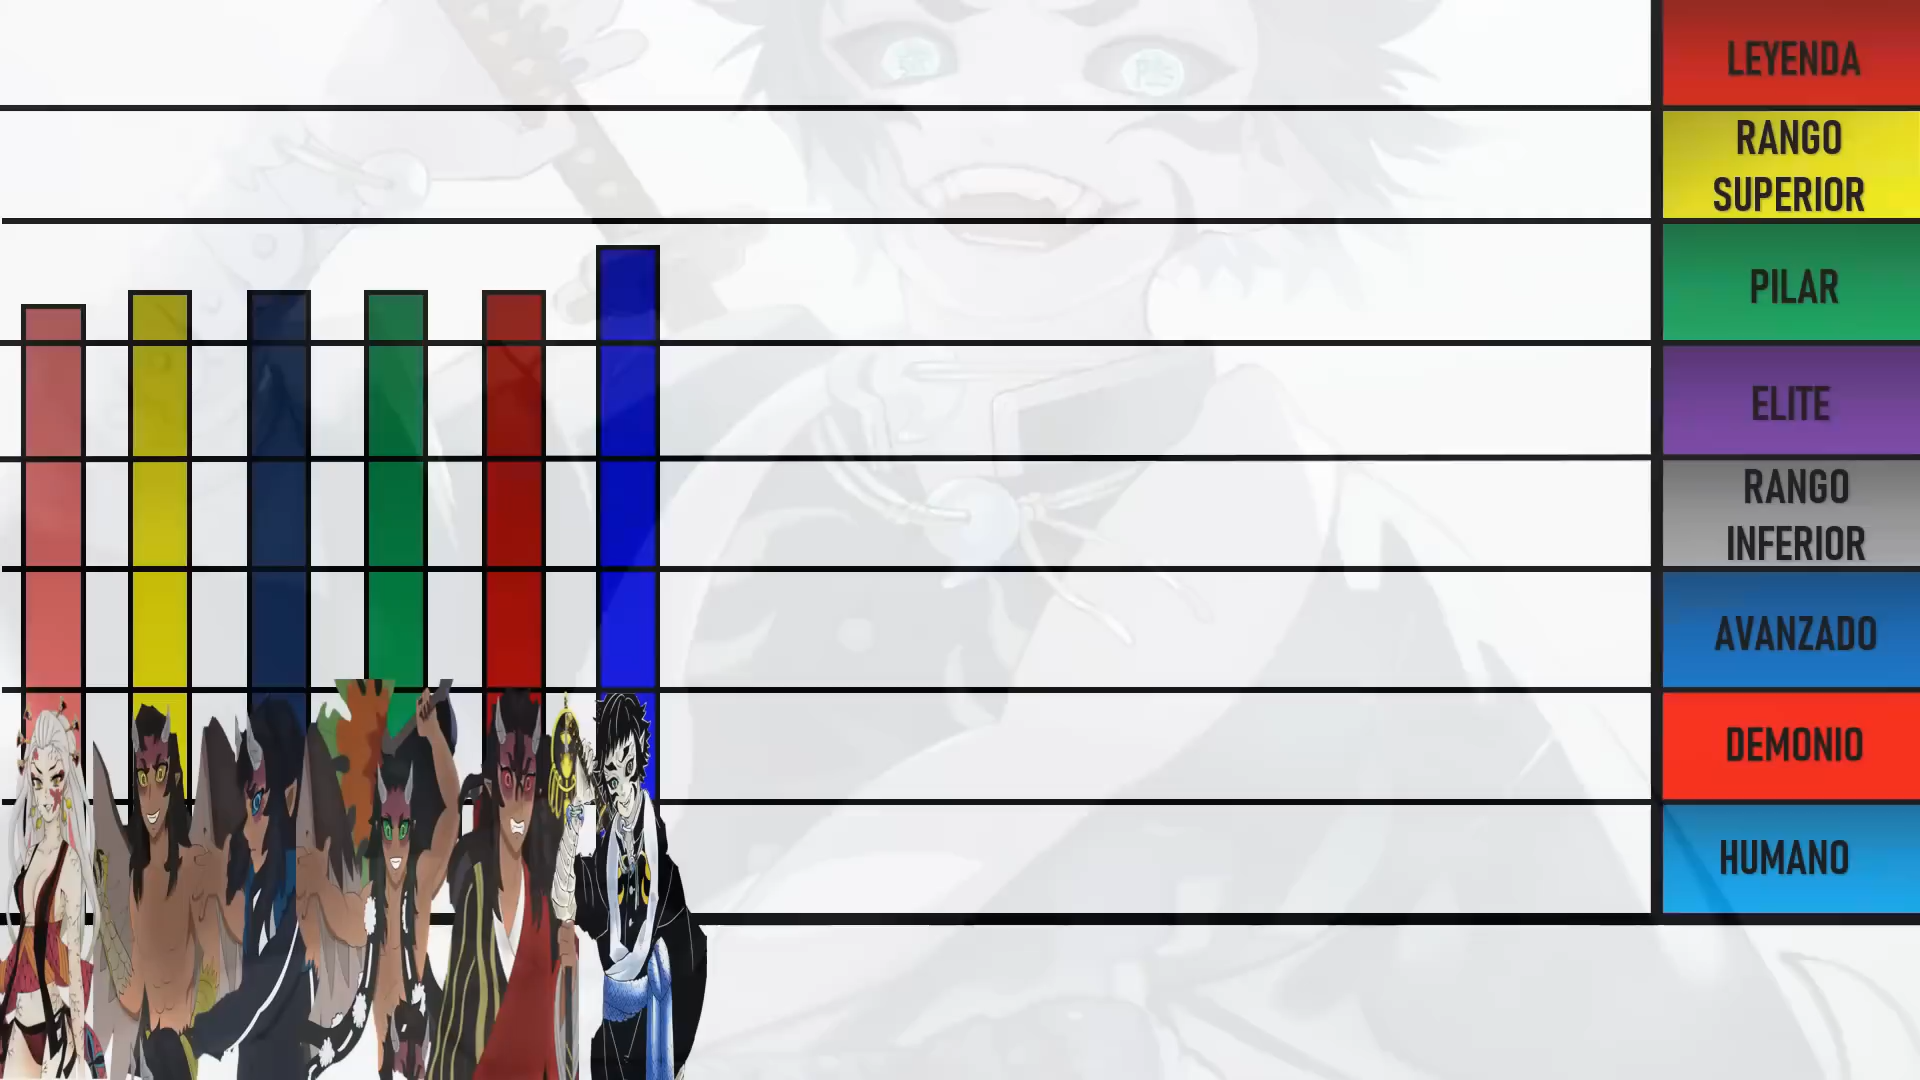 LEYENDA
RANGO
SUPERIOR
PILAR
ELITE
RANGO
INFERIOR
AVANZADO
DEMONIO
HUMANO